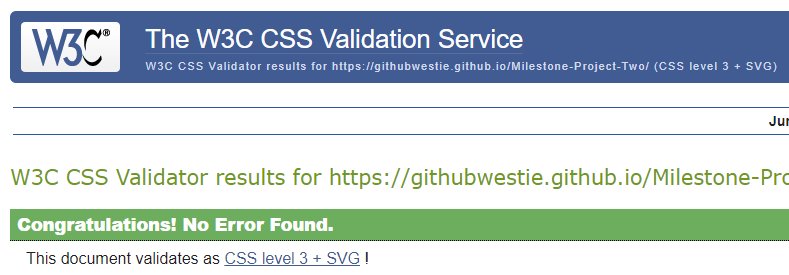 W3C®
The W3C CSS Validation Service
W3C CSS Validator results for https://githubwestie.github.io/Milestone-Project-Two/ (CSS level 3 + SVG)
W3C CSS Validator results for https://githubwestie.github.io/Milestone-Pro
Congratulations! No Error Found.
This document validates as CSS level 3 + SVG !